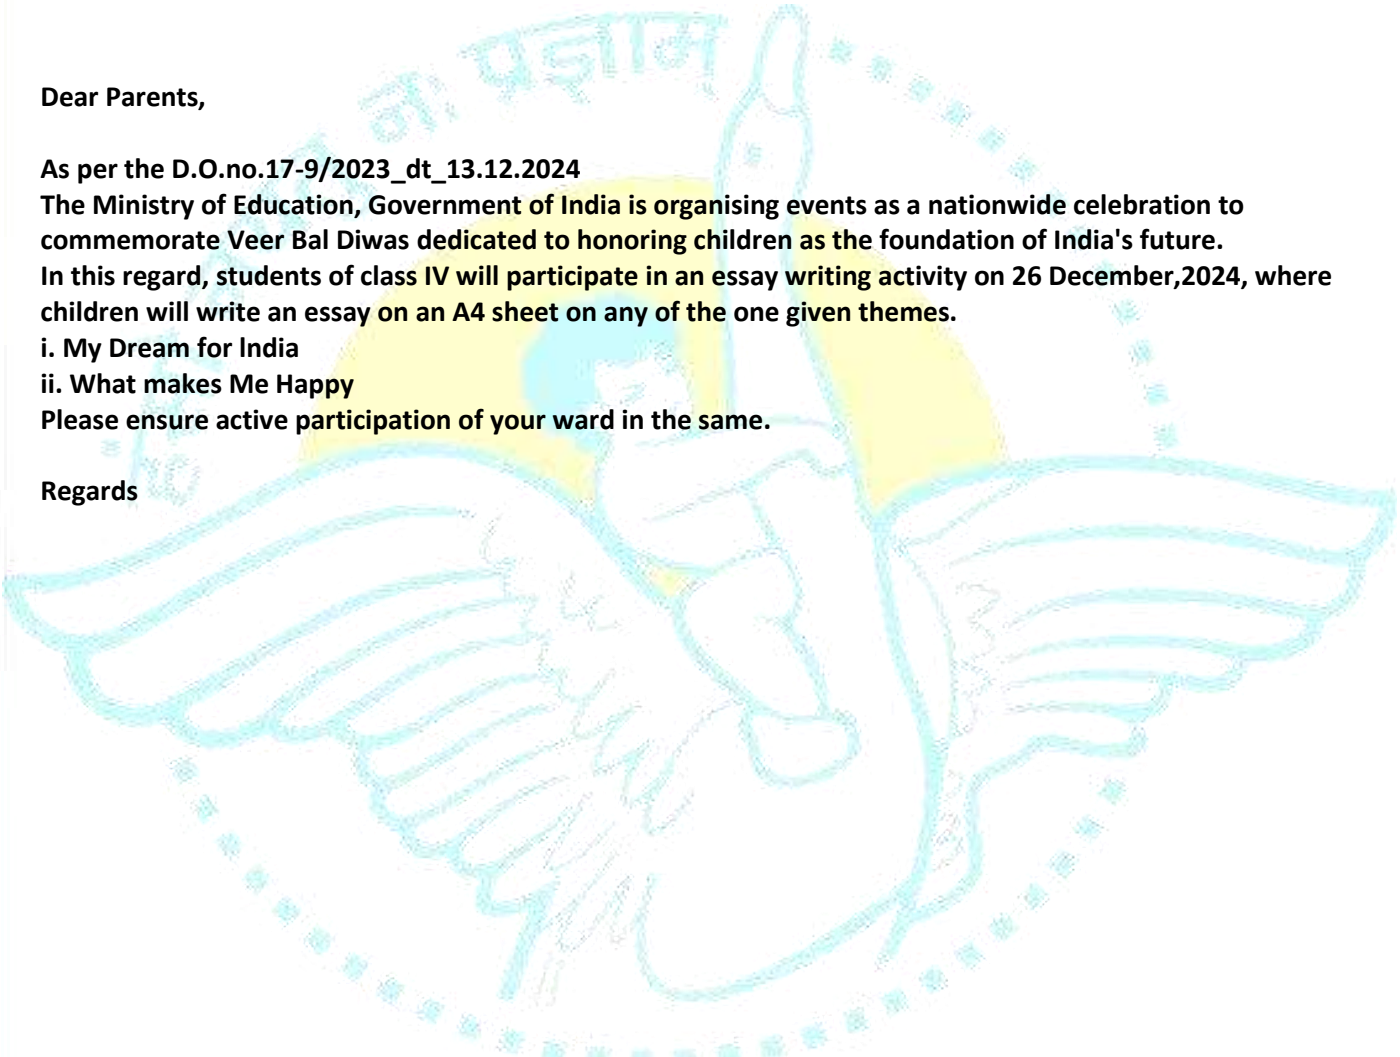 प्रज्ञाम्
Dear Parents,
As per the D.O.no.17-9/2023_dt_13.12.2024
The Ministry of Education, Government of India is organising events as a nationwide celebration to
commemorate Veer Bal Diwas dedicated to honoring children as the foundation of India's future.
In this regard, students of class IV will participate in an essay writing activity on 26 December,2024, where
children will write an essay on an A4 sheet on any of the one given themes.
i. My Dream for lndia
ii. What makes Me Happy
Please ensure active participation of your ward in the same.
Regards